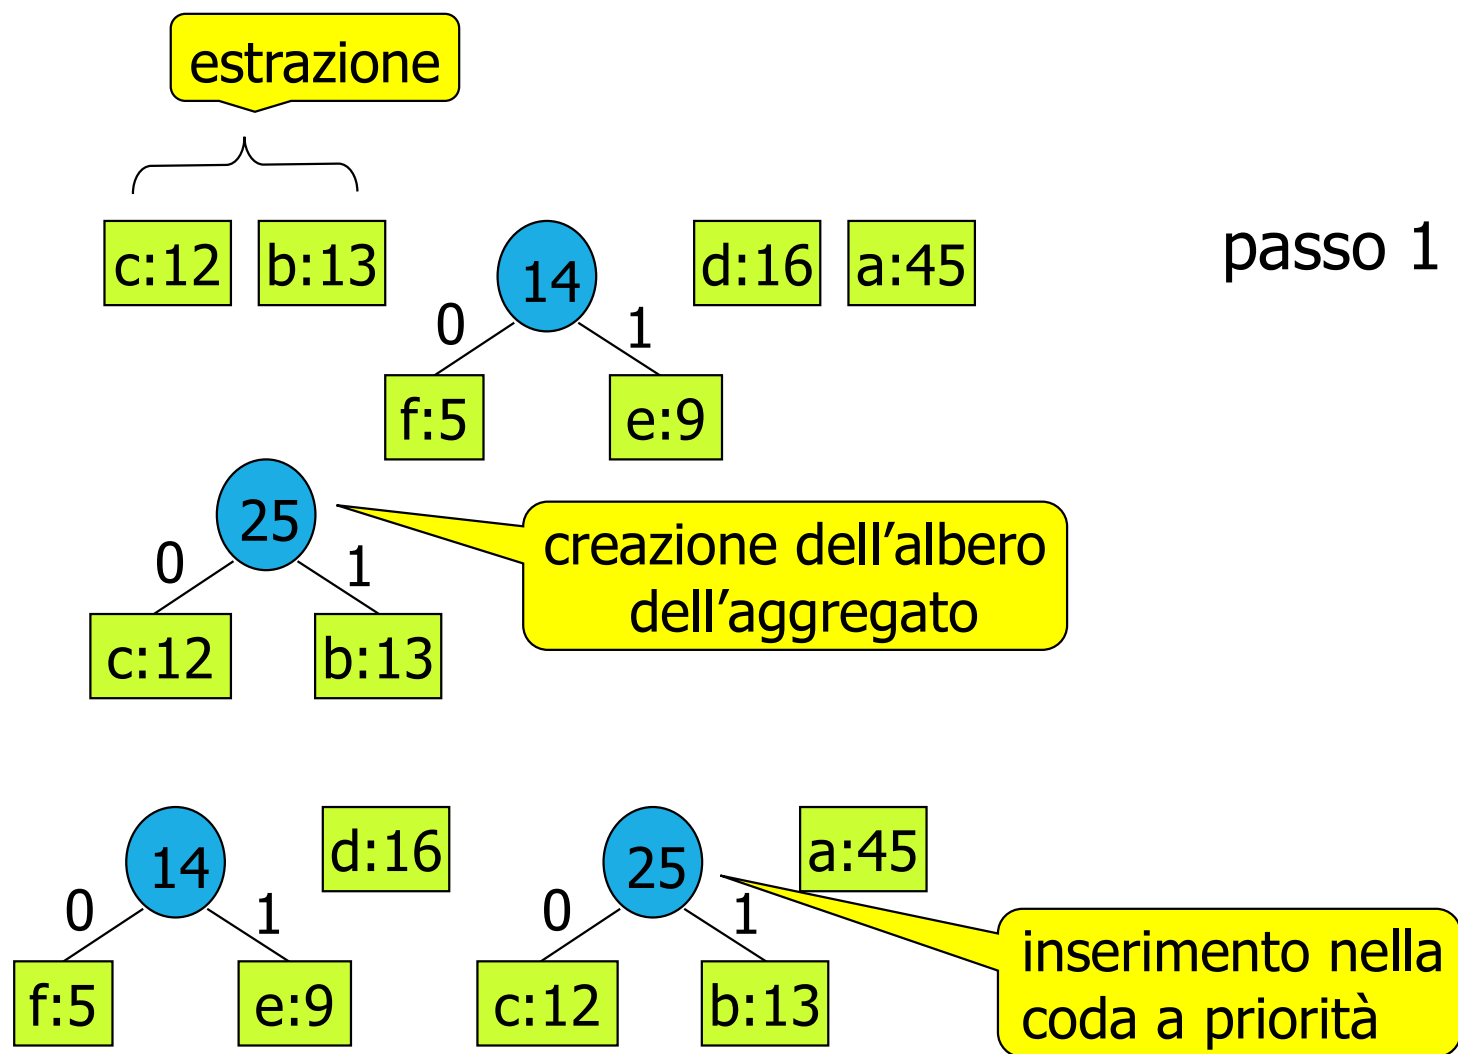 estrazione
c:12 b:13 14 d:16 a:45 passo 1
0 1
f:5 e:9
25
0 1
creazione dell'albero
dell'aggregato
c:12 b:13
14 d:16 25 a:45
0 1 0 1
f:5 e:9 c:12 b:13
inserimento nella
coda a priorità